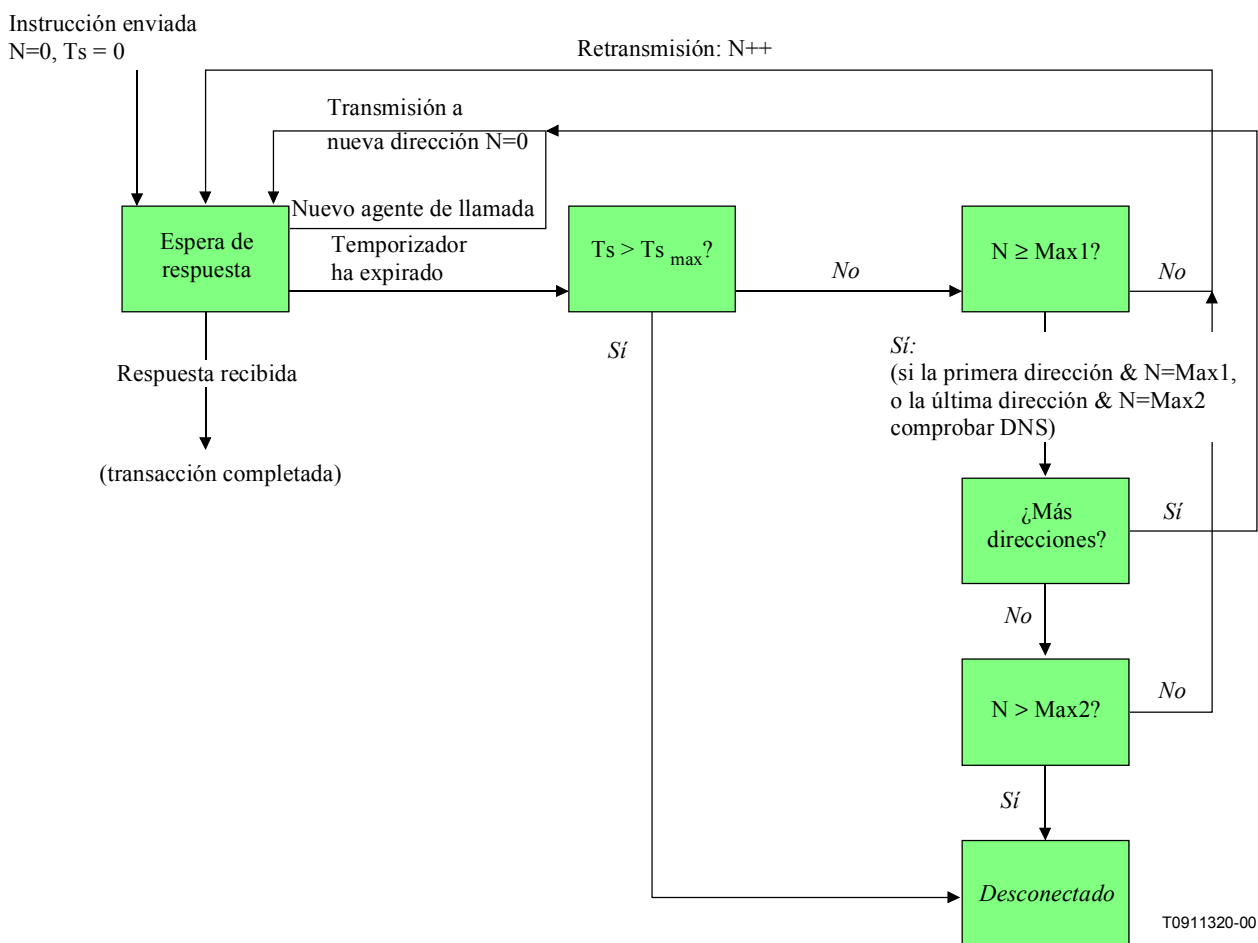 Instrucción enviada
N=0, Ts = 0
Retransmisión: N++
Transmisión a
nueva dirección N=0
Nuevo agente de llamada
Espera de
respuesta
Temporizador
ha expirado
Ts > Ts max?
No
N ≥ Max1?
No
Sí
Respuesta recibida
(transacción completada)
Sí:
(si la primera dirección & N=Max1,
o la última dirección & N=Max2
comprobar DNS)
¿Más
direcciones?
Sí
No
N > Max2?
No
Sí
Desconectado
T0911320-00